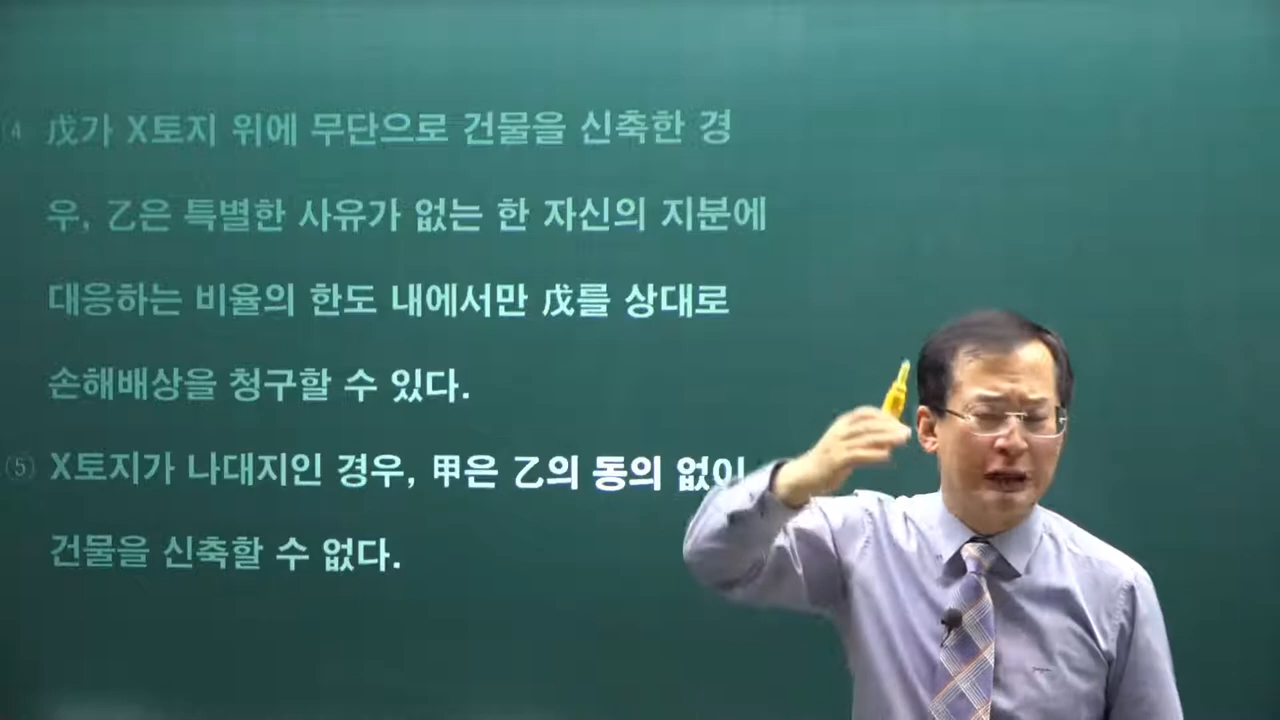 ④ 戊가 X토지 위에 무단으로 건물을 신축한 경
우, 乙은 특별한 사유가 없는 한 자신의 지분에
대응하는 비율의 한도 내에서만 戊를 상대로
손해배상을 청구할 수 있다.
⑤ X토지가 나대지인 경우, 甲은 乙의 동의 없이
건물을 신축할 수 없다.